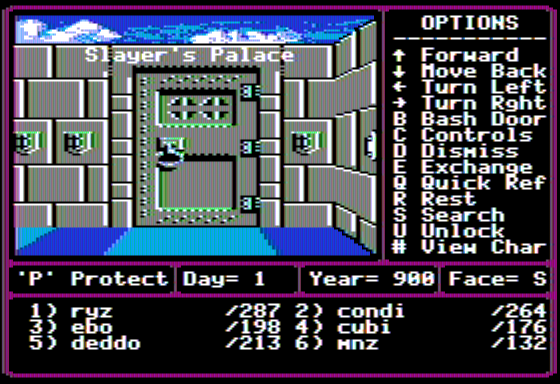 OPTIONS
Slayer's Palace
↑ Forward
↓ Move Back
← Turn Left
→ Turn Rght
B Bash Door
C Controls
D Dismiss
E Exchange
Q Quick Ref
R Rest
S Search
U Unlock
# View Char
'P' Protect Day= 1 Year= 900 Face= S
1) ryz /287 2) condi /264
3) ebo /198 4) cubi /176
5) deddo /213 6) mnz /132